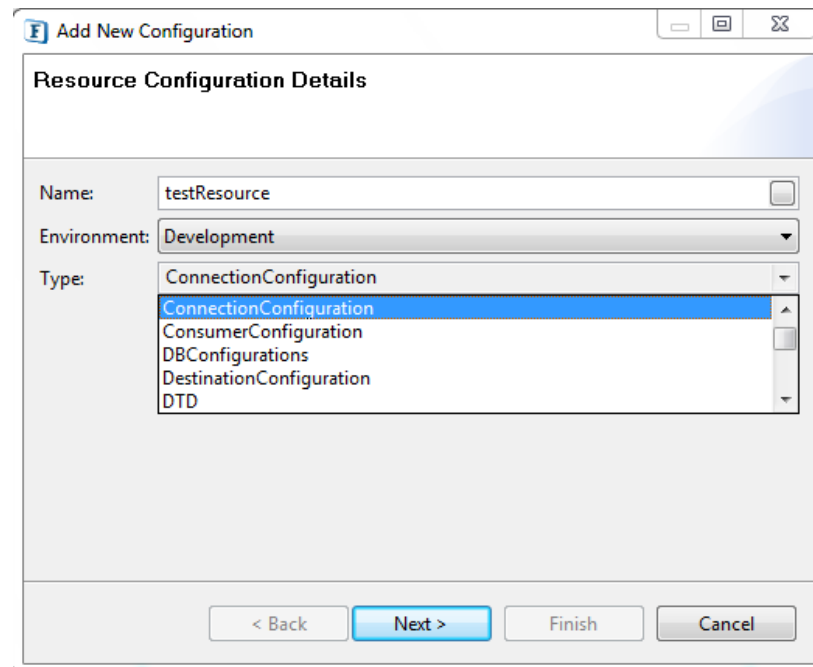 F Add New Configuration
Resource Configuration Details
Name: testResource
Environment: Development
Type: ConnectionConfiguration
ConnectionConfiguration
ConsumerConfiguration
DBConfigurations
DestinationConfiguration
DTD
< Back Next > Finish Cancel